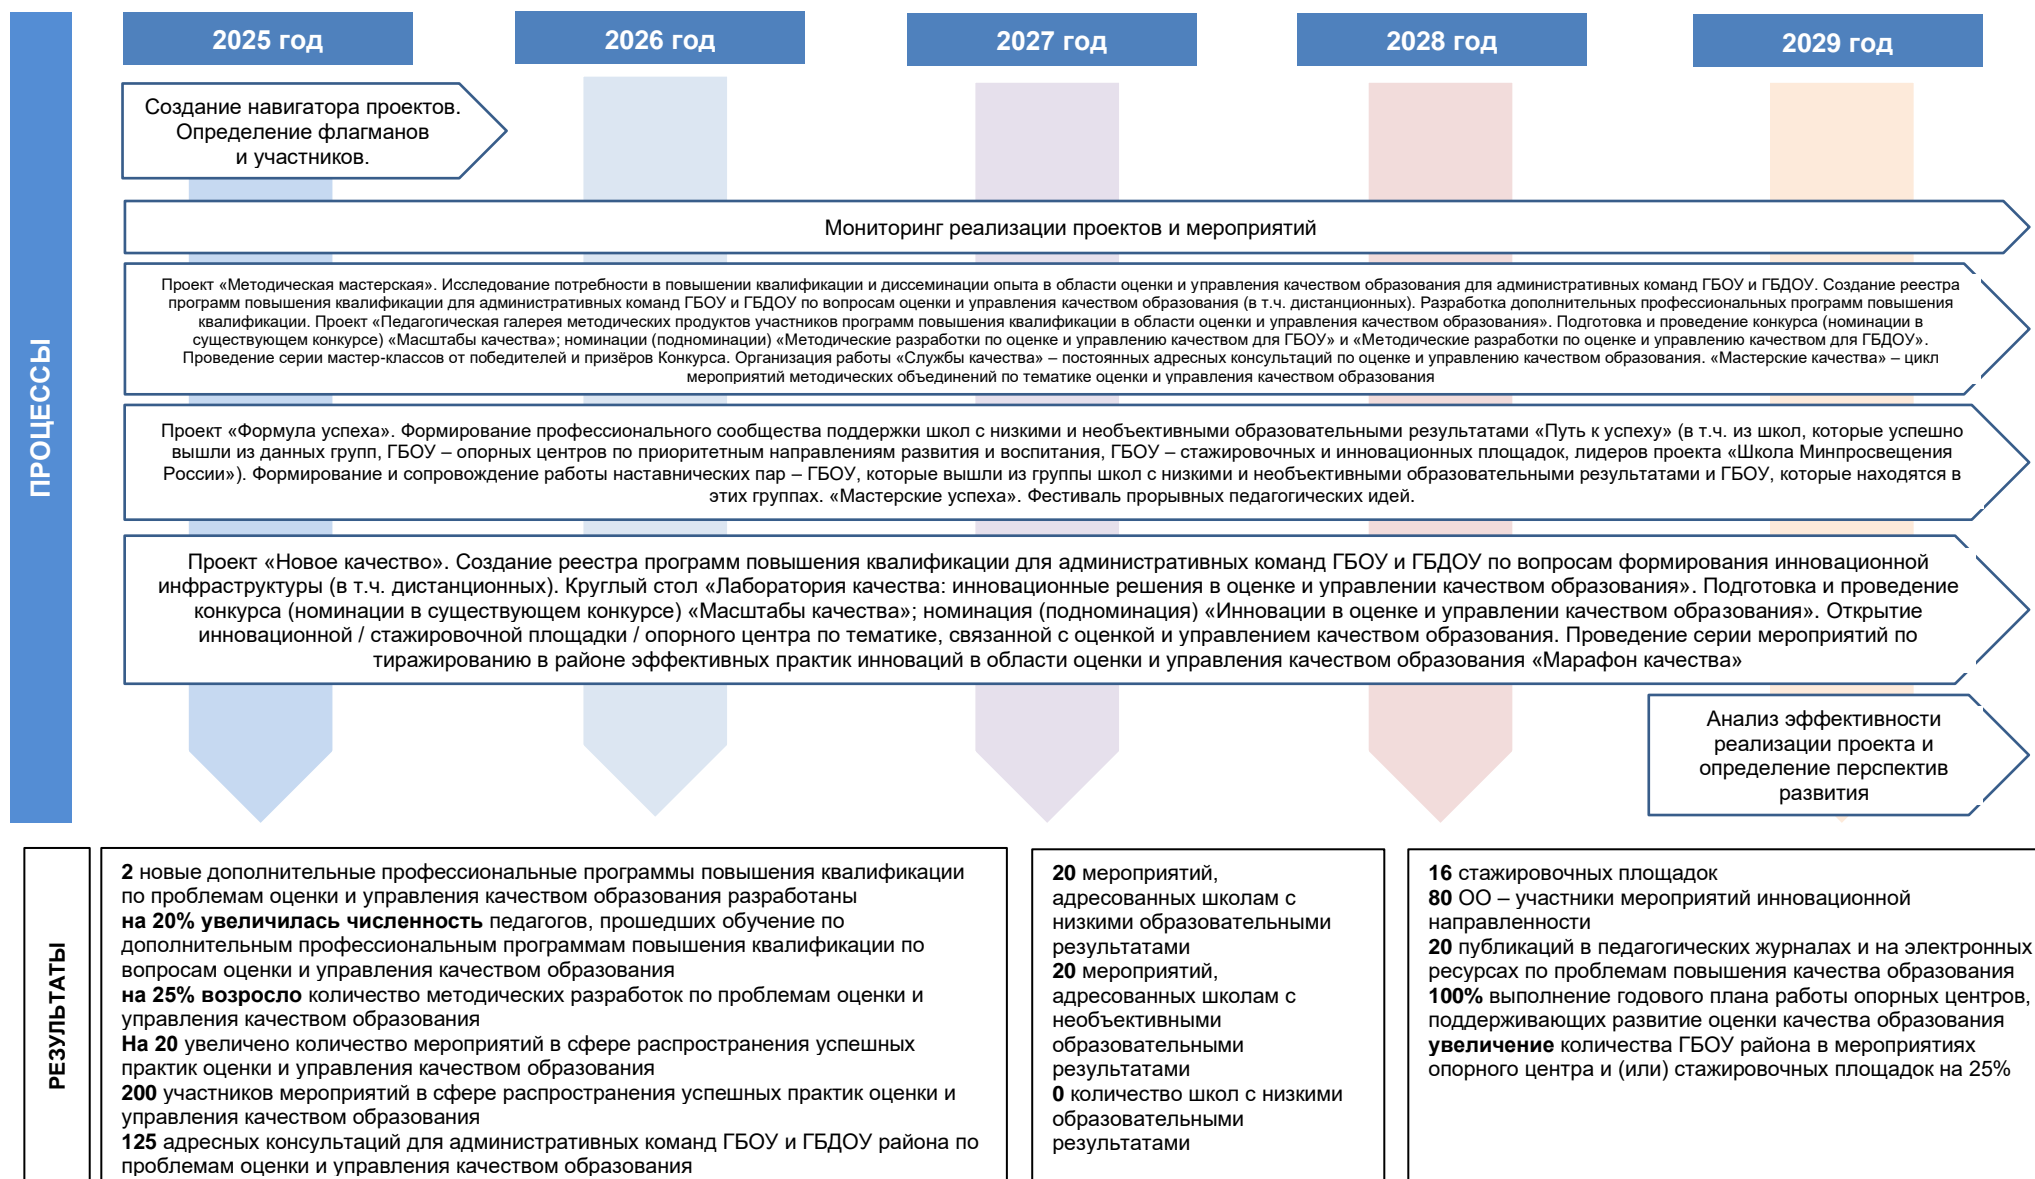 2025 год
2026 год
2027 год
2028 год
2029 год
ПРОЦЕССЫ
Создание навигатора проектов.
Определение флагманов
и участников.
Мониторинг реализации проектов и мероприятий
Проект «Методическая мастерская». Исследование потребности в повышении квалификации и диссеминации опыта в области оценки и управления качеством образования для административных команд ГБОУ и ГБДОУ. Создание реестра
программ повышения квалификации для административных команд ГБОУ и ГБДОУ по вопросам оценки и управления качеством образования (в т.ч. дистанционных). Разработка дополнительных профессиональных программ повышения
квалификации. Проект «Педагогическая галерея методических продуктов участников программ повышения квалификации в области оценки и управления качеством образования». Подготовка и проведение конкурса (номинации в
существующем конкурсе) «Масштабы качества»; номинации (подноминации) «Методические разработки по оценке и управлению качеством для ГБОУ» и «Методические разработки по оценке и управлению качеством для ГБДОУ».
Проведение серии мастер-классов от победителей и призёров Конкурса. Организация работы «Службы качества» – постоянных адресных консультаций по оценке и управлению качеством образования. «Мастерские качества» – цикл
мероприятий методических объединений по тематике оценки и управления качеством образования
Проект «Формула успеха». Формирование профессионального сообщества поддержки школ с низкими и необъективными образовательными результатами «Путь к успеху» (в т.ч. из школ, которые успешно
вышли из данных групп, ГБОУ – опорных центров по приоритетным направлениям развития и воспитания, ГБОУ – стажировочных и инновационных площадок, лидеров проекта «Школа Минпросвещения
России»). Формирование и сопровождение работы наставнических пар – ГБОУ, которые вышли из группы школ с низкими и необъективными образовательными результатами и ГБОУ, которые находятся в
этих группах. «Мастерские успеха». Фестиваль прорывных педагогических идей.
Проект «Новое качество». Создание реестра программ повышения квалификации для административных команд ГБОУ и ГБДОУ по вопросам формирования инновационной
инфраструктуры (в т.ч. дистанционных). Круглый стол «Лаборатория качества: инновационные решения в оценке и управлении качеством образования». Подготовка и проведение
конкурса (номинации в существующем конкурсе) «Масштабы качества»; номинация (подноминация) «Инновации в оценке и управлении качеством образования». Открытие
инновационной / стажировочной площадки / опорного центра по тематике, связанной с оценкой и управлением качеством образования. Проведение серии мероприятий по
тиражированию в районе эффективных практик инноваций в области оценки и управления качеством образования «Марафон качества»
Анализ эффективности
реализации проекта и
определение перспектив
развития
РЕЗУЛЬТАТЫ
2 новые дополнительные профессиональные программы повышения квалификации
по проблемам оценки и управления качеством образования разработаны
на 20% увеличилась численность педагогов, прошедших обучение по
дополнительным профессиональным программам повышения квалификации по
вопросам оценки и управления качеством образования
на 25% возросло количество методических разработок по проблемам оценки и
управления качеством образования
На 20 увеличено количество мероприятий в сфере распространения успешных
практик оценки и управления качеством образования
200 участников мероприятий в сфере распространения успешных практик оценки и
управления качеством образования
125 адресных консультаций для административных команд ГБОУ и ГБДОУ района по
проблемам оценки и управления качеством образования
20 мероприятий,
адресованных школам с
низкими образовательными
результатами
20 мероприятий,
адресованных школам с
необъективными
образовательными
результатами
0 количество школ с низкими
образовательными
результатами
16 стажировочных площадок
80 ОО – участники мероприятий инновационной
направленности
20 публикаций в педагогических журналах и на электронных
ресурсах по проблемам повышения качества образования
100% выполнение годового плана работы опорных центров,
поддерживающих развитие оценки качества образования
увеличение количества ГБОУ района в мероприятиях
опорного центра и (или) стажировочных площадок на 25%